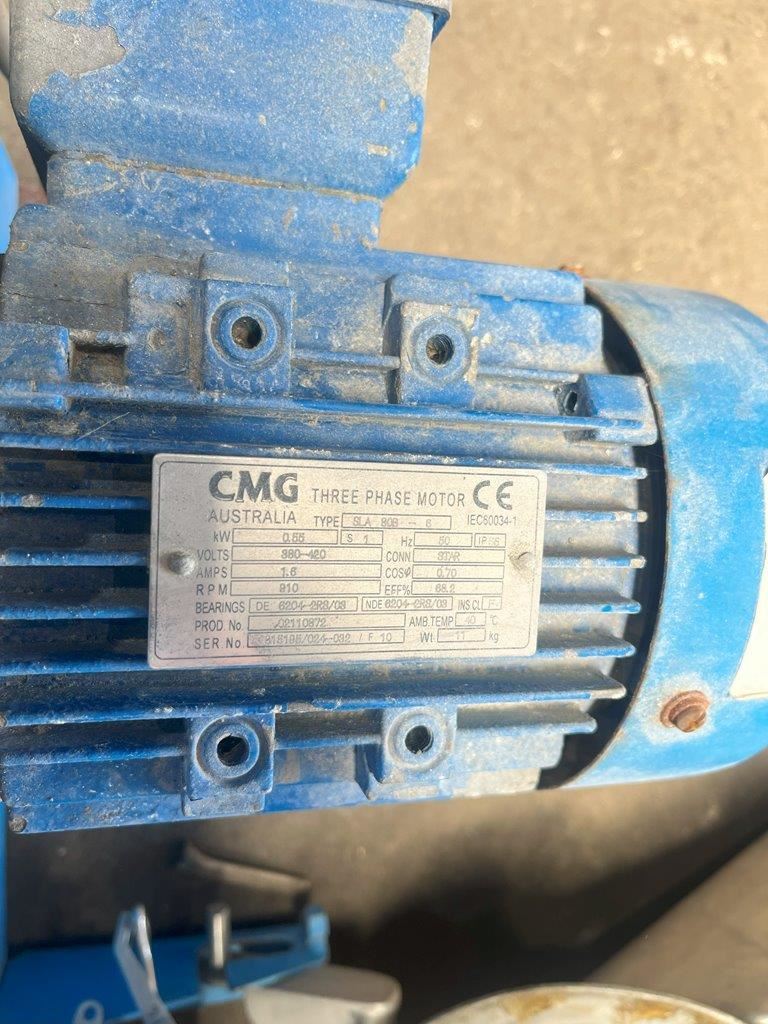 CMG THREE PHASE MOTOR CE
AUSTRALIA TYPE SLA 80B - 6 IEC60034-1
kW 0.55 S 1 Hz 50 IP 56
VOLTS 380-420 CONN STAR
AMPS 1.6 COSφ 0.70
RPM 910 EFF% 68.2
BEARINGS DE 6204-2RS/C3 NDE 6204-2RS/C3 INS CL F
PROD No AMB.TEMP 40 °C
SER No / F 10 Wt 11 kg